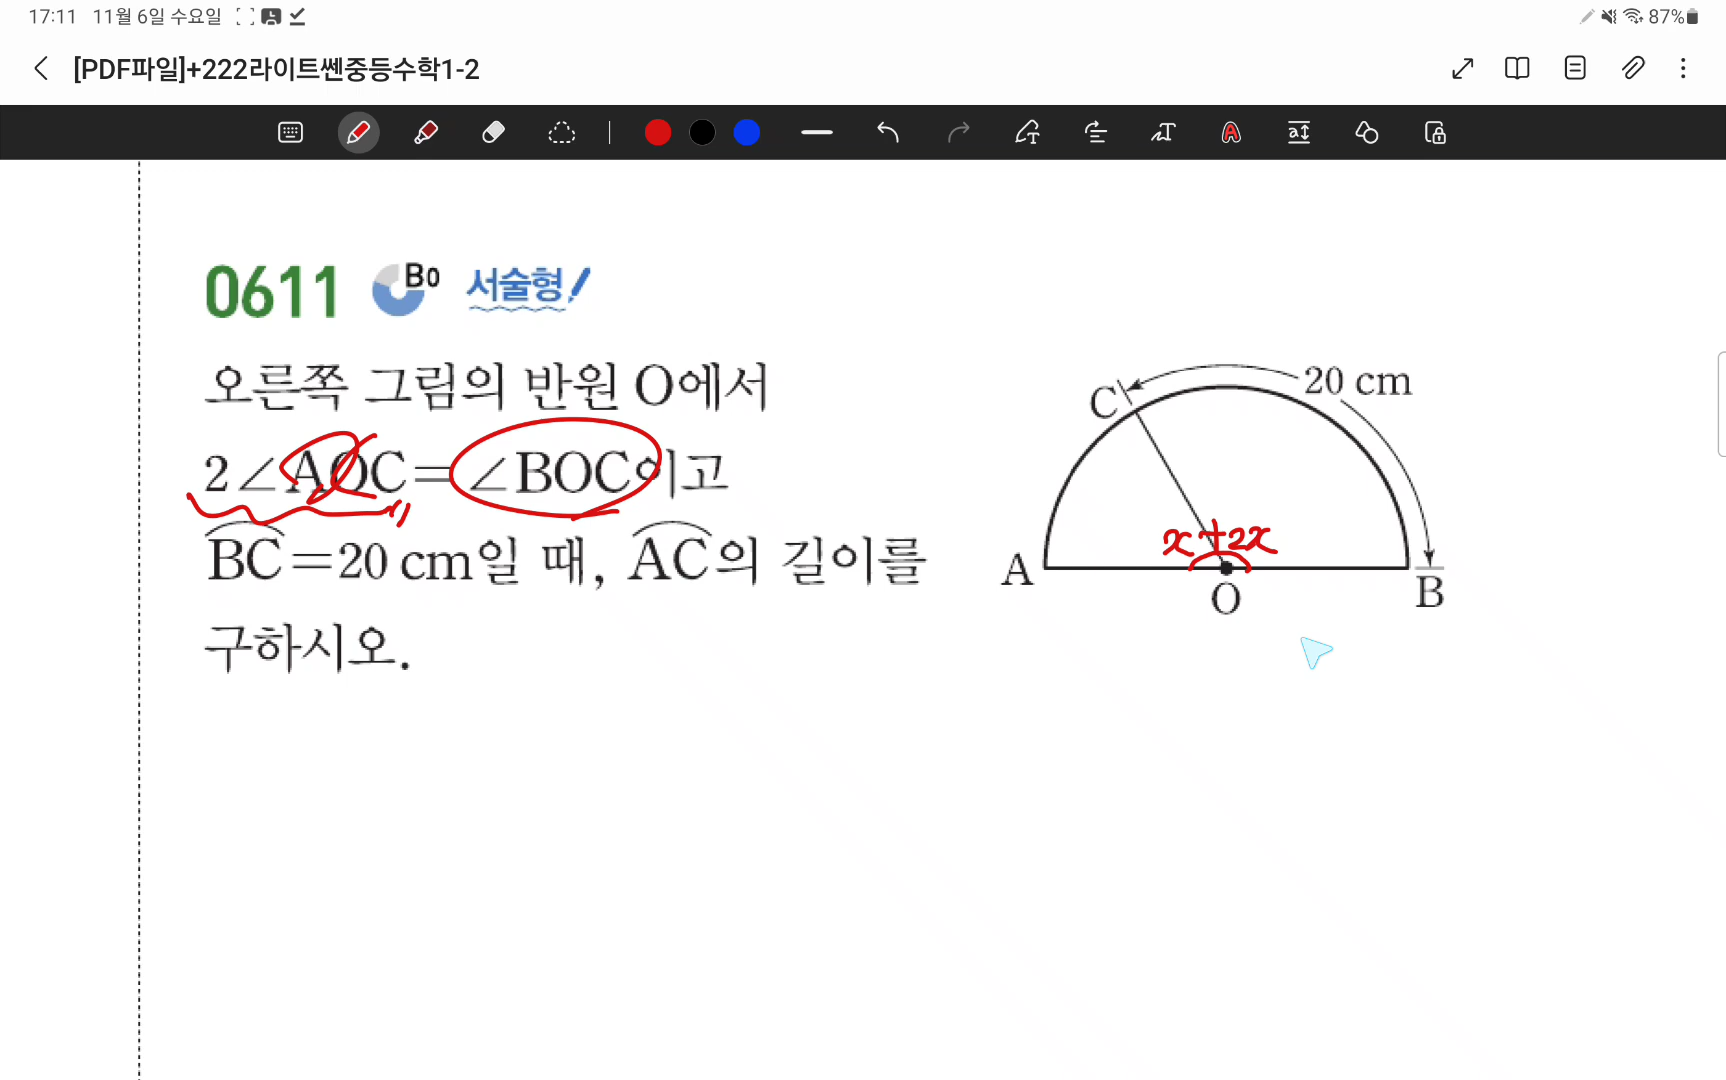 17:11 11월 6일 수요일
87%
[PDF파일]+222라이트쎈중등수학1-2
0611 B0 서술형
오른쪽 그림의 반원 O에서
2∠AOC=∠BOC이고
BC=20 cm일 때, AC의 길이를
구하시오.
C
20 cm
x+2x
A
O
B